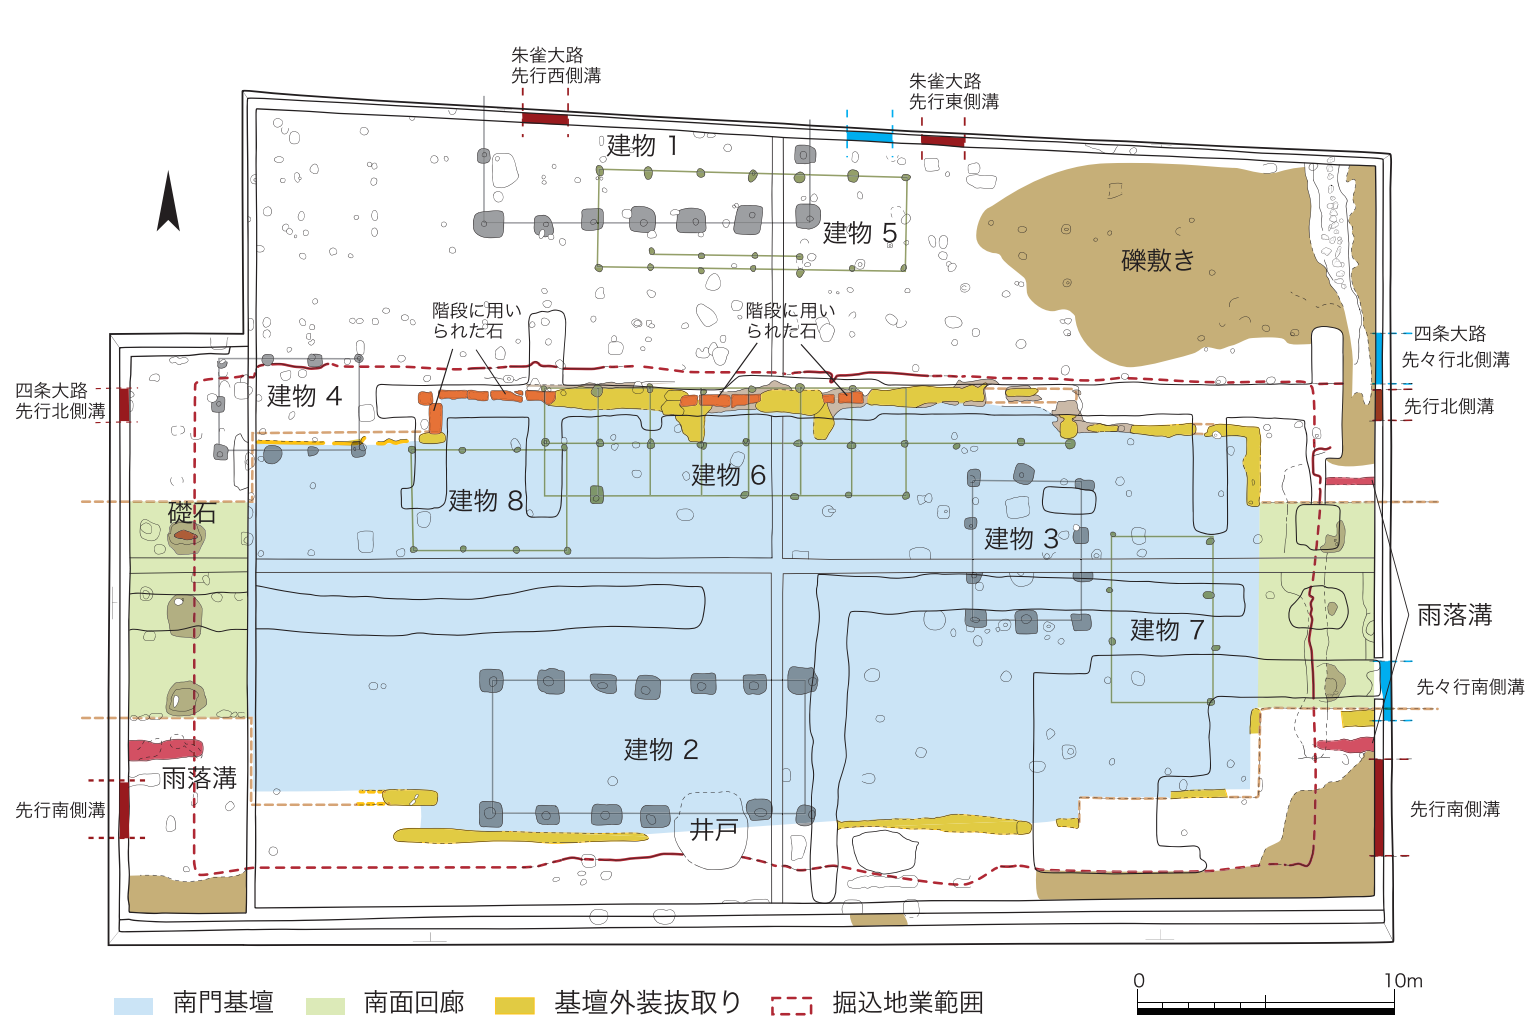 朱雀大路
先行西側溝
朱雀大路
先行東側溝
建物 1
建物 5
礫敷き
階段に用い
られた石
階段に用い
られた石
四条大路
先々行北側溝
四条大路
先行北側溝
建物 4
先行北側溝
建物 6
建物 8
礎石
建物 3
雨落溝
建物 7
先々行南側溝
建物 2
雨落溝
先行南側溝
井戸
先行南側溝
南門基壇
南面回廊
基壇外装抜取り
掘込地業範囲
0
10m